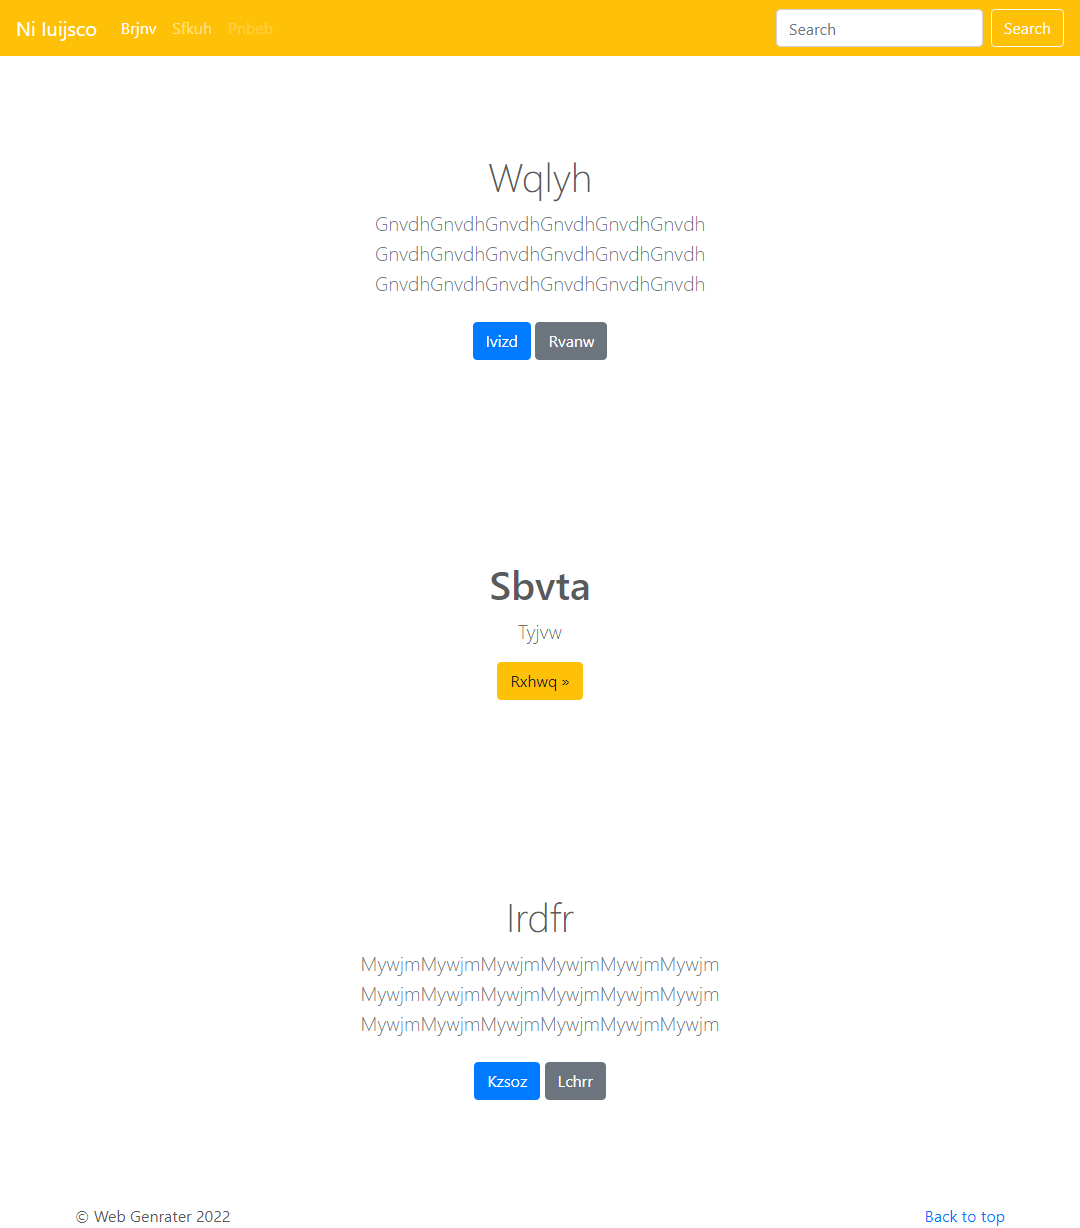 Ni luijsco Brjnv Sfkuh Pnbeb Search Search
Wqlyh
GnvdhGnvdhGnvdhGnvdhGnvdhGnvdh
GnvdhGnvdhGnvdhGnvdhGnvdhGnvdh
GnvdhGnvdhGnvdhGnvdhGnvdhGnvdh
Ivizd Rvanw
Sbvta
Tyjvw
Rxhwq »
Irdfr
MywjmMywjmMywjmMywjmMywjmMywjm
MywjmMywjmMywjmMywjmMywjmMywjm
MywjmMywjmMywjmMywjmMywjmMywjm
Kzsoz Lchrr
© Web Genrater 2022 Back to top